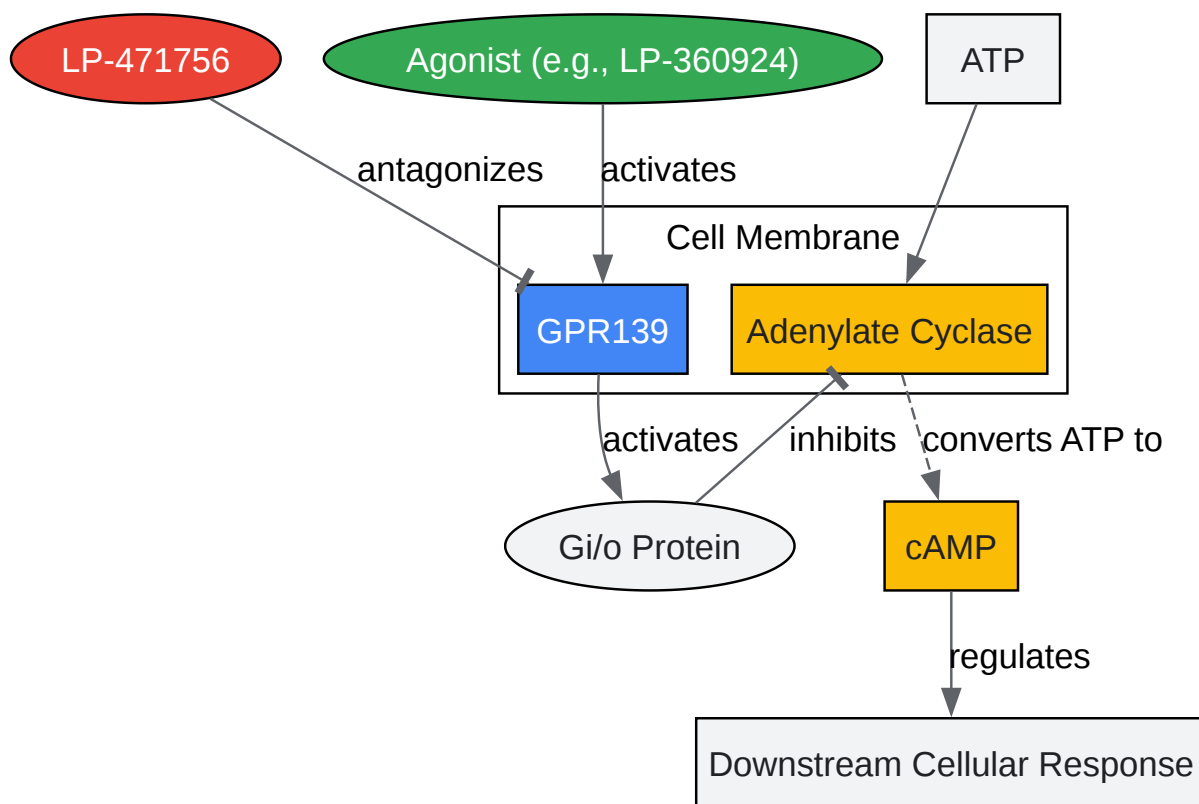 LP-471756
Agonist (e.g., LP-360924)
ATP
antagonizes
activates
Cell Membrane
GPR139
Adenylate Cyclase
activates
inhibits
converts ATP to
Gi/o Protein
cAMP
regulates
Downstream Cellular Response